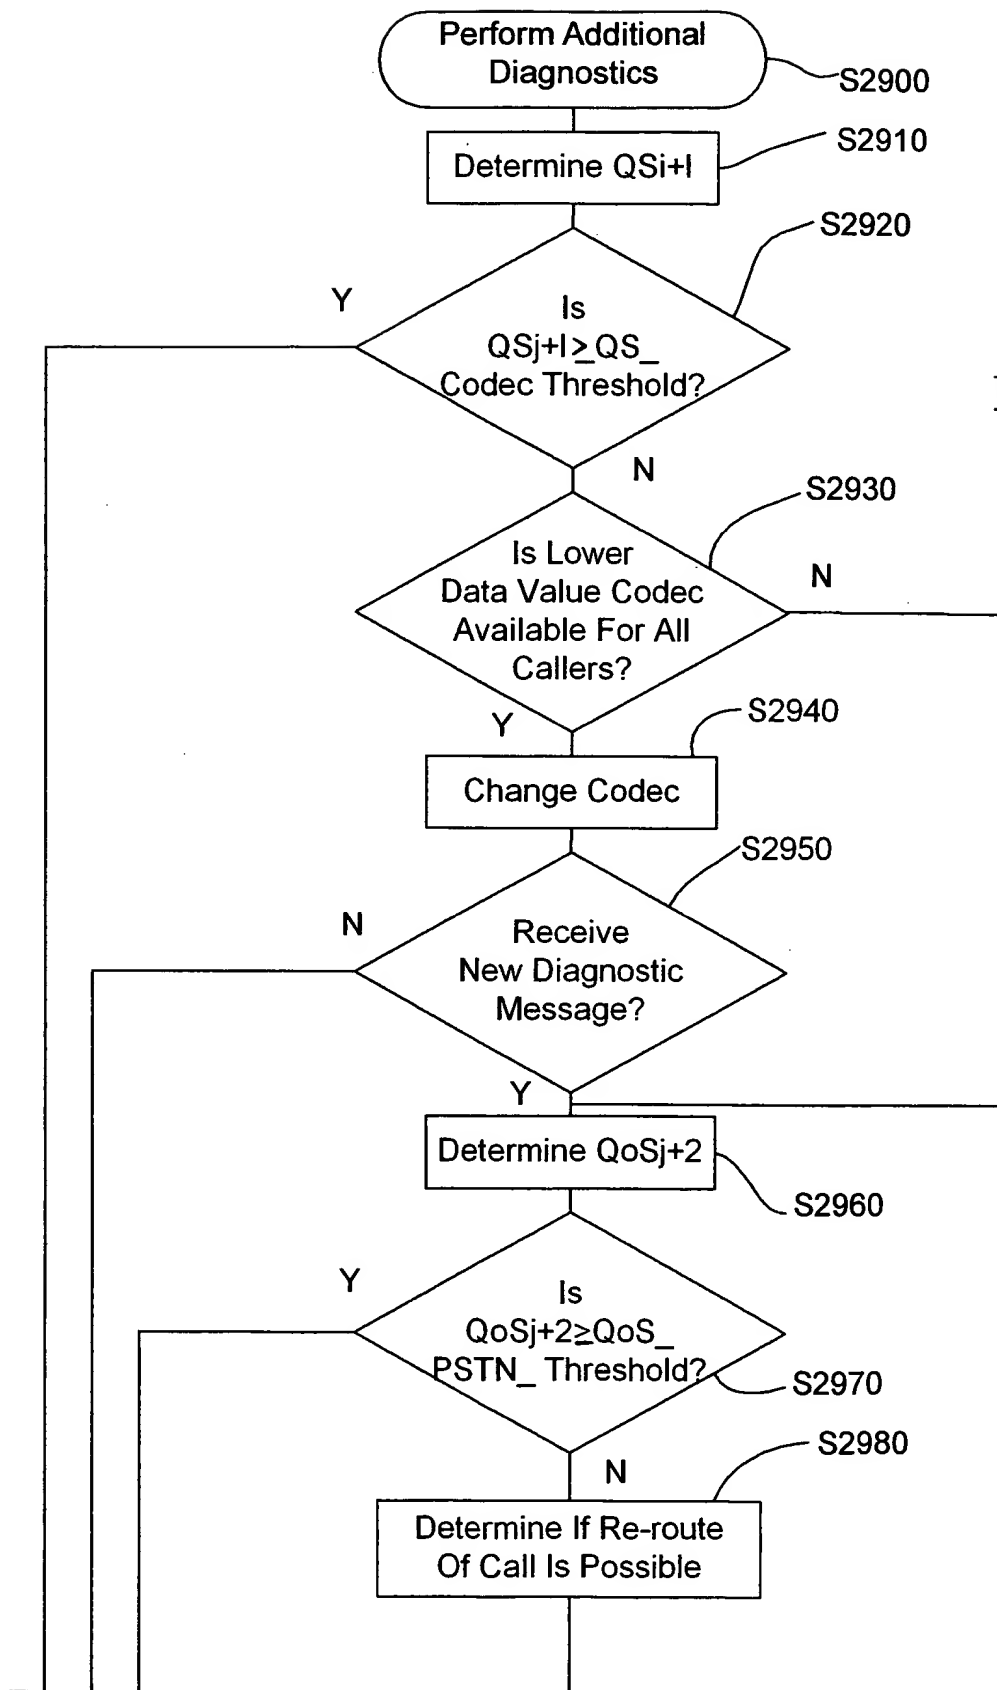 Perform Additional
Diagnostics
S2900
S2910
Determine QSi+I
S2920
Y
Is
QSj+I≥QS_
Codec Threshold?
N
S2930
Is Lower
Data Value Codec
Available For All
Callers?
N
Y
S2940
Change Codec
S2950
N
Receive
New Diagnostic
Message?
Y
Determine QoSj+2
S2960
Y
Is
QoSj+2≥QoS_
PSTN_ Threshold?
S2970
S2980
N
Determine If Re-route
Of Call Is Possible